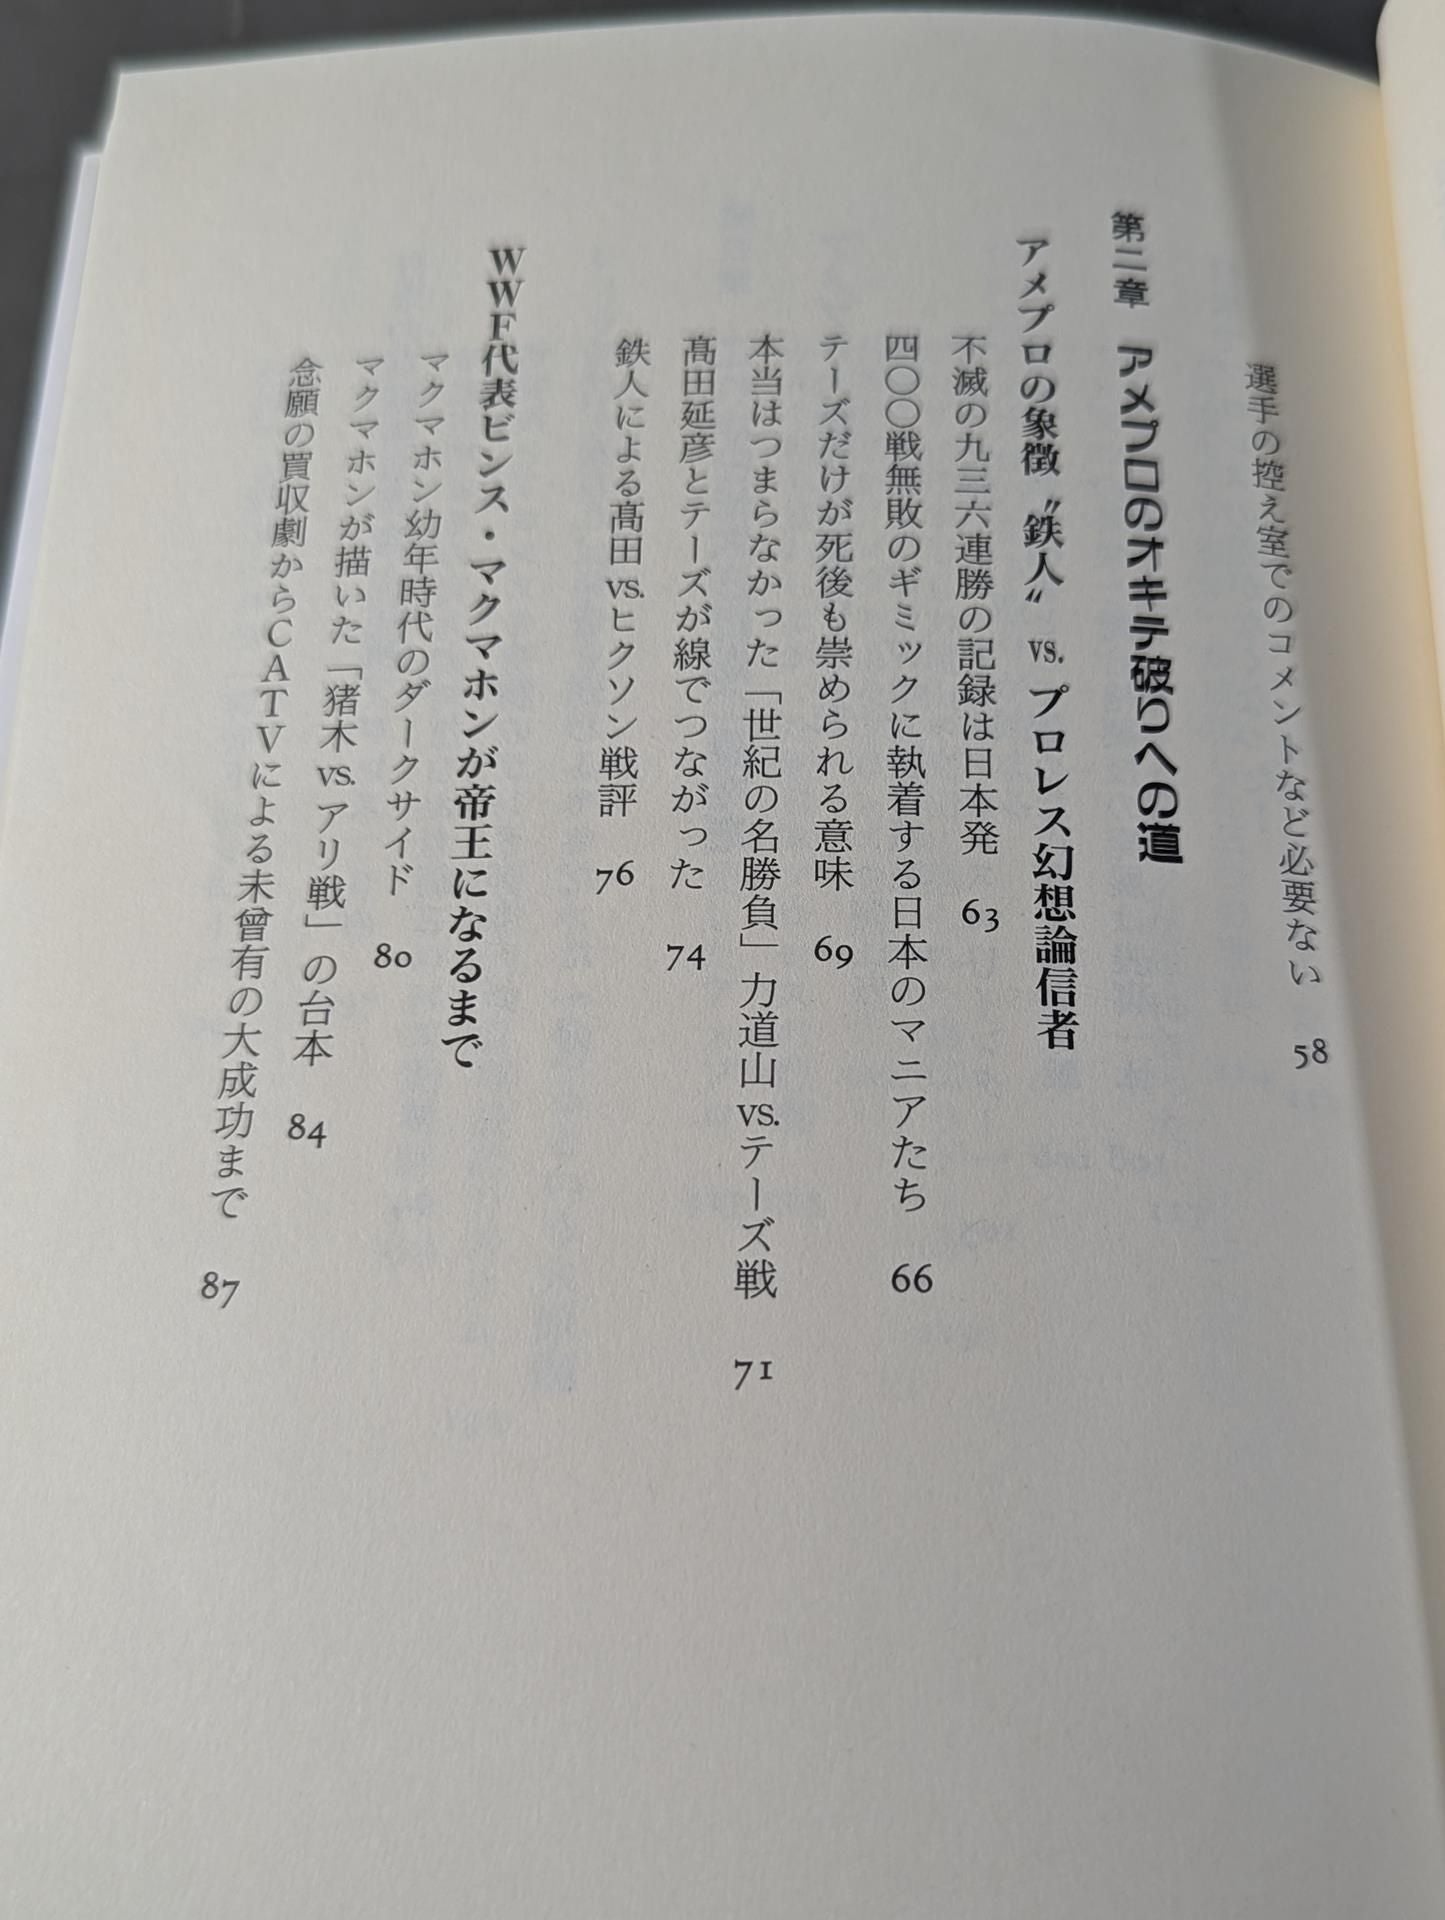 選手の控え室でのコメントなど必要ない 58
第二章 アメプロのオキテ破りへの道
アメプロの象徴〝鉄人〟vs.プロレス幻想論信者
不滅の九三六連勝の記録は日本発 63
四〇〇戦無敗のギミックに執着する日本のマニアたち 66
テーズだけが死後も崇められる意味 69
本当はつまらなかった「世紀の名勝負」力道山vs.テーズ戦 71
髙田延彦とテーズが線でつながった 74
鉄人による髙田vs.ヒクソン戦評 76
WWF代表ビンス・マクマホンが帝王になるまで
マクマホン幼年時代のダークサイド 80
マクマホンが描いた「猪木vs.アリ戦」の台本 84
念願の買収劇からCATVによる未曾有の大成功まで 87